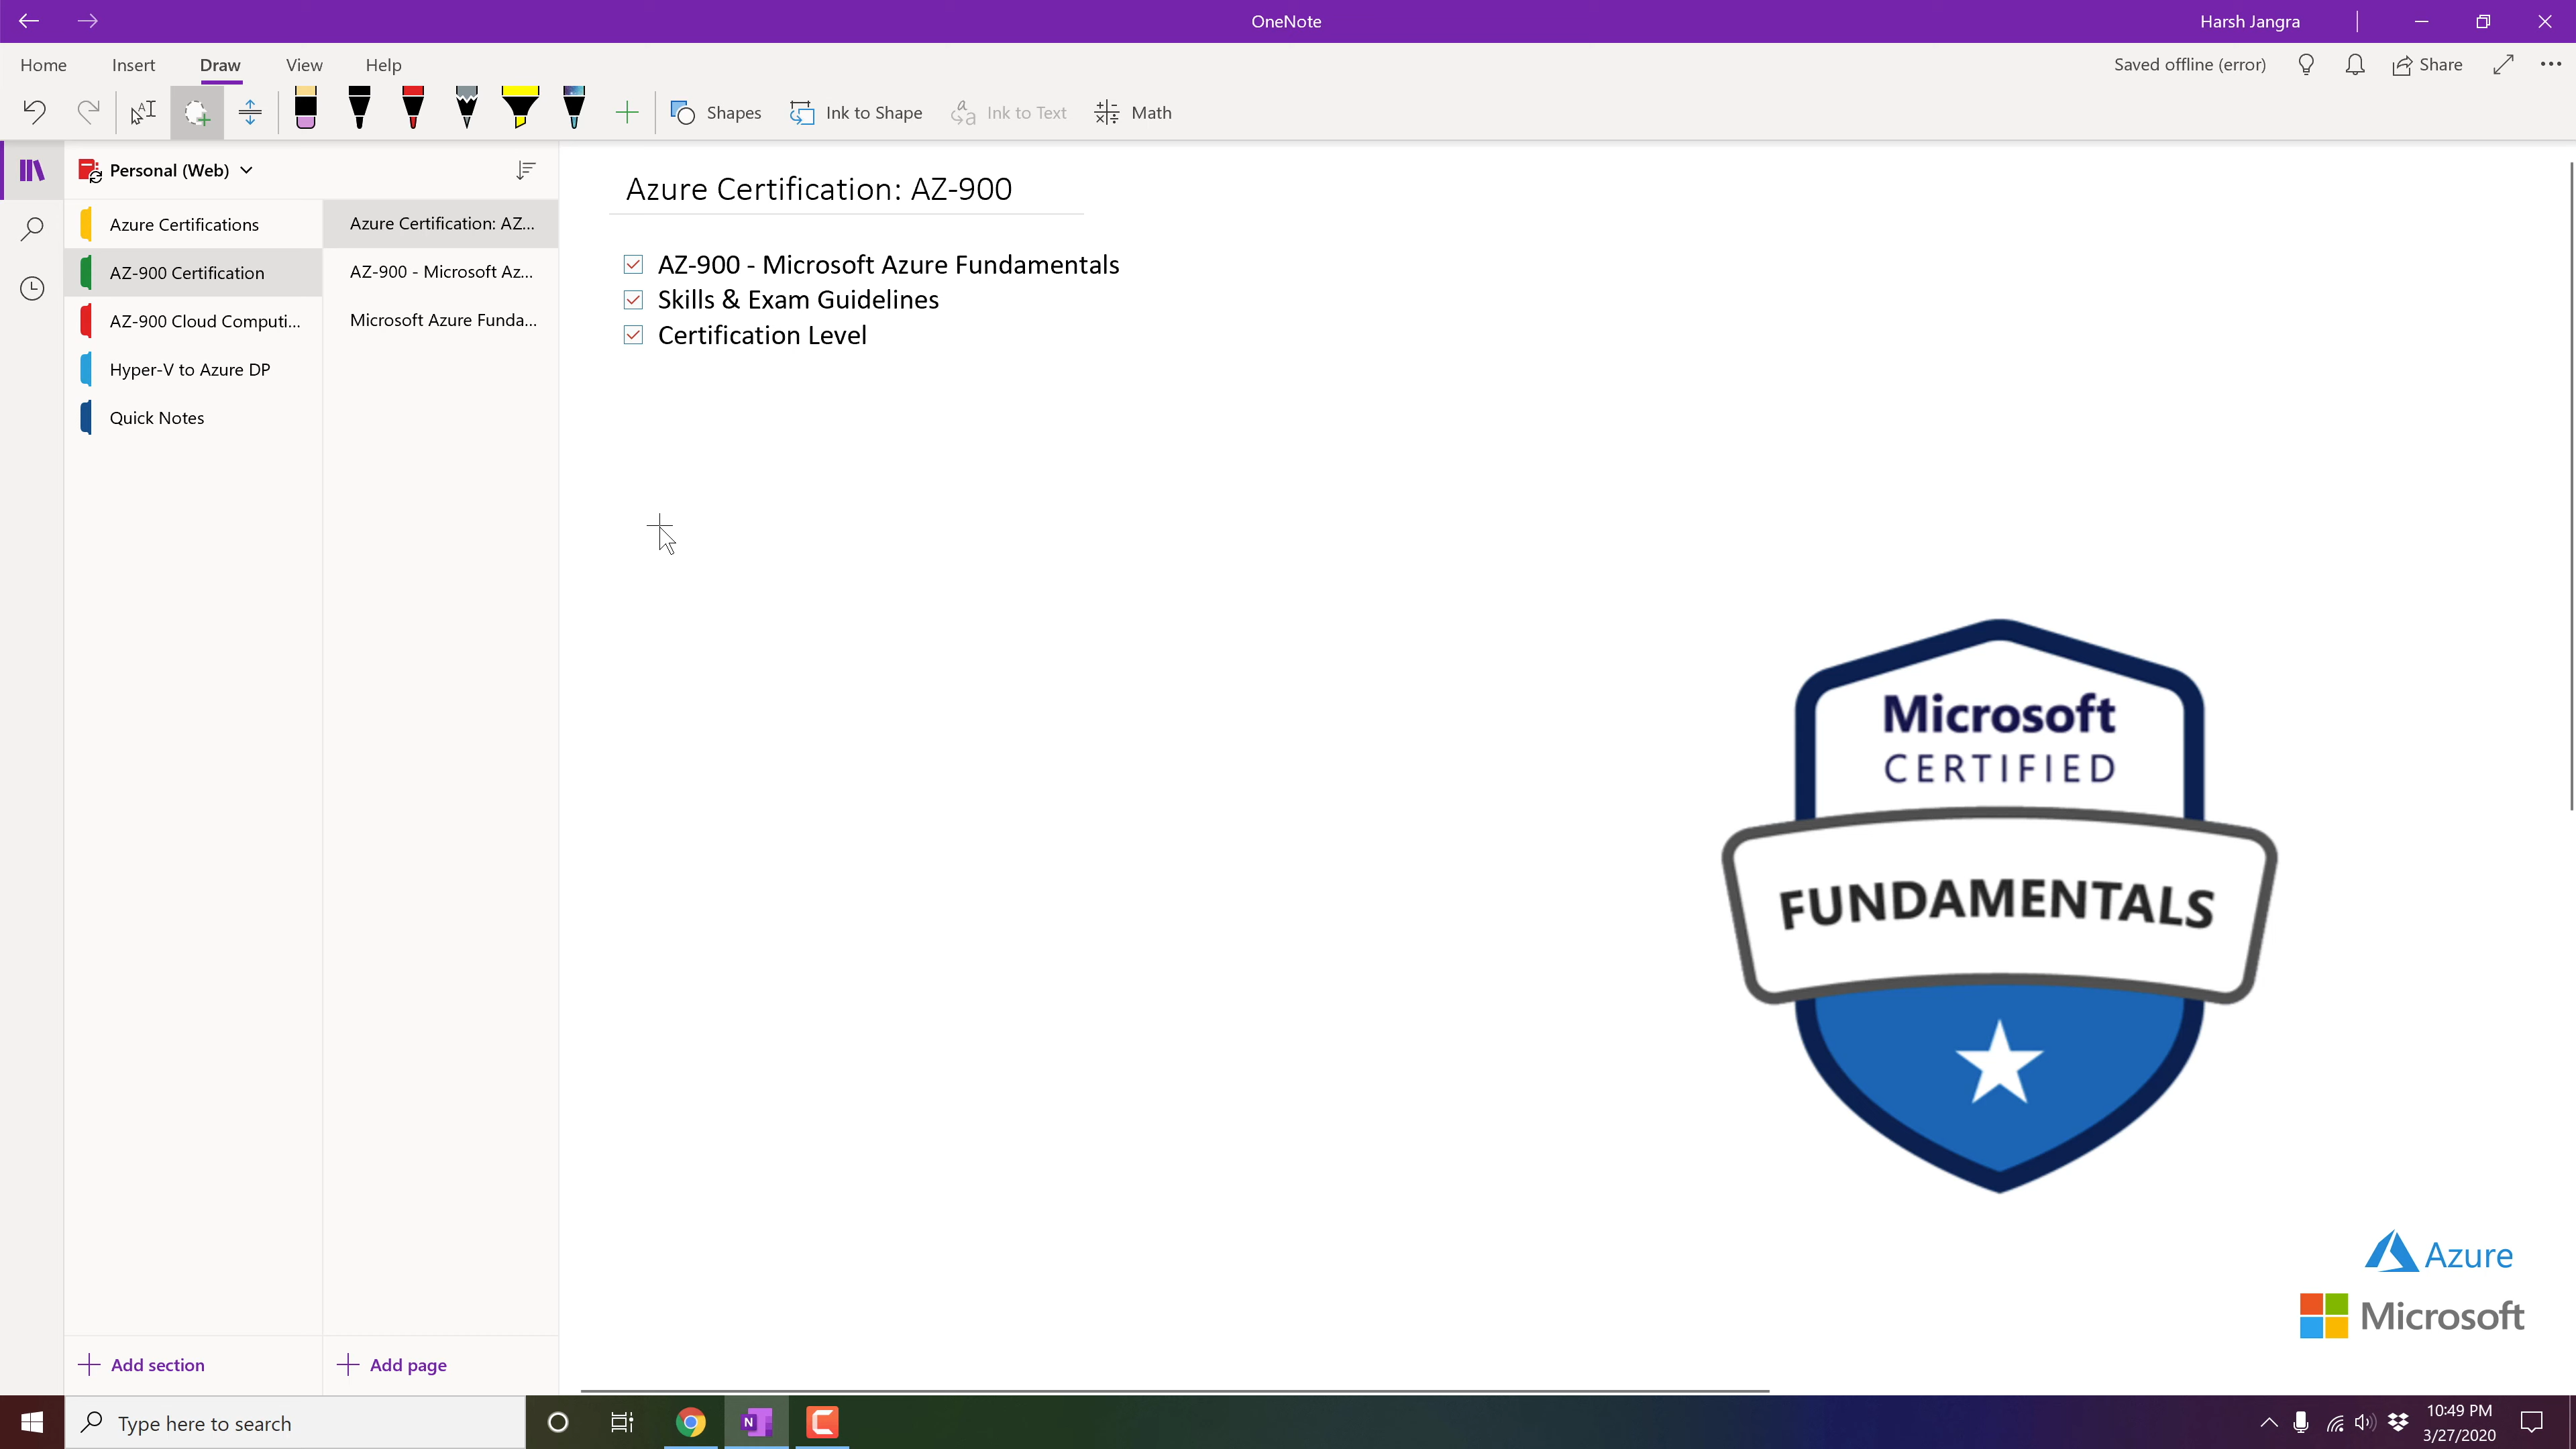 OneNote
Harsh Jangra
Home Insert Draw View Help
Saved offline (error)
Share
Shapes
Ink to Shape
Ink to Text
Math
Personal (Web)
Azure Certifications
AZ-900 Certification
AZ-900 Cloud Computi...
Hyper-V to Azure DP
Quick Notes
Azure Certification: AZ...
AZ-900 - Microsoft Az...
Microsoft Azure Funda...
Azure Certification: AZ-900
AZ-900 - Microsoft Azure Fundamentals
Skills & Exam Guidelines
Certification Level
Microsoft
CERTIFIED
FUNDAMENTALS
Azure
Microsoft
Add section
Add page
Type here to search
10:49 PM
3/27/2020